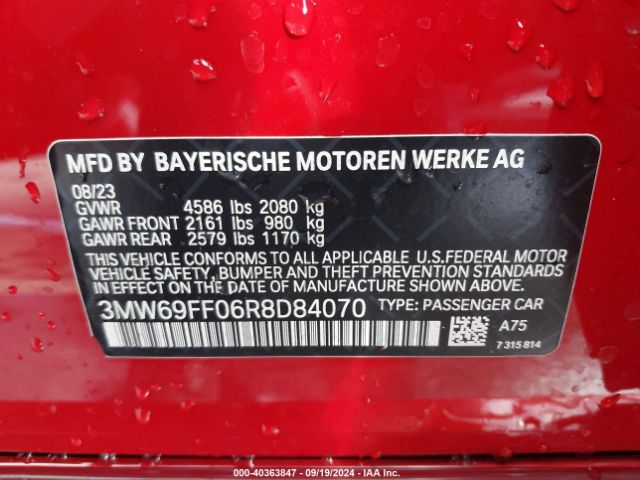 MFD BY BAYERISCHE MOTOREN WERKE AG
08/23
GVWR 4586 lbs 2080 kg
GAWR FRONT 2161 lbs 980 kg
GAWR REAR 2579 lbs 1170 kg
THIS VEHICLE CONFORMS TO ALL APPLICABLE U.S.FEDERAL MOTOR
VEHICLE SAFETY, BUMPER AND THEFT PREVENTION STANDARDS IN
EFFECT ON THE DATE OF MANUFACTURE SHOWN ABOVE.
3MW69FF06R8D84070 TYPE: PASSENGER CAR
A75
7 315 814
© COPY - 40363847 - 09/19/2024 - IAA Inc.